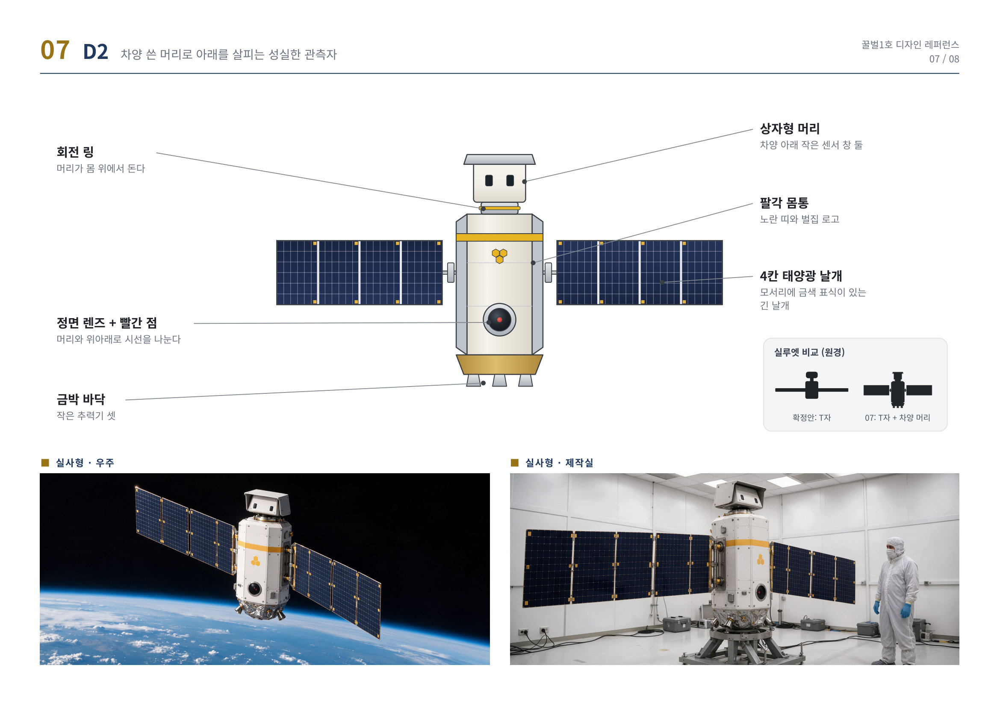 07 D2 차양 쓴 머리로 아래를 살피는 성실한 관측자
꿀벌1호 디자인 레퍼런스
07 / 08
회전 링
머리가 몸 위에서 돈다
상자형 머리
차양 아래 작은 센서 창 둘
팔각 몸통
노란 띠와 벌집 로고
4칸 태양광 날개
모서리에 금색 표식이 있는
긴 날개
정면 렌즈 + 빨간 점
머리와 위아래로 시선을 나눈다
금박 바닥
작은 추력기 셋
실루엣 비교 (원경)
확정안: T자
07: T자 + 차양 머리
실사형 · 우주
실사형 · 제작실